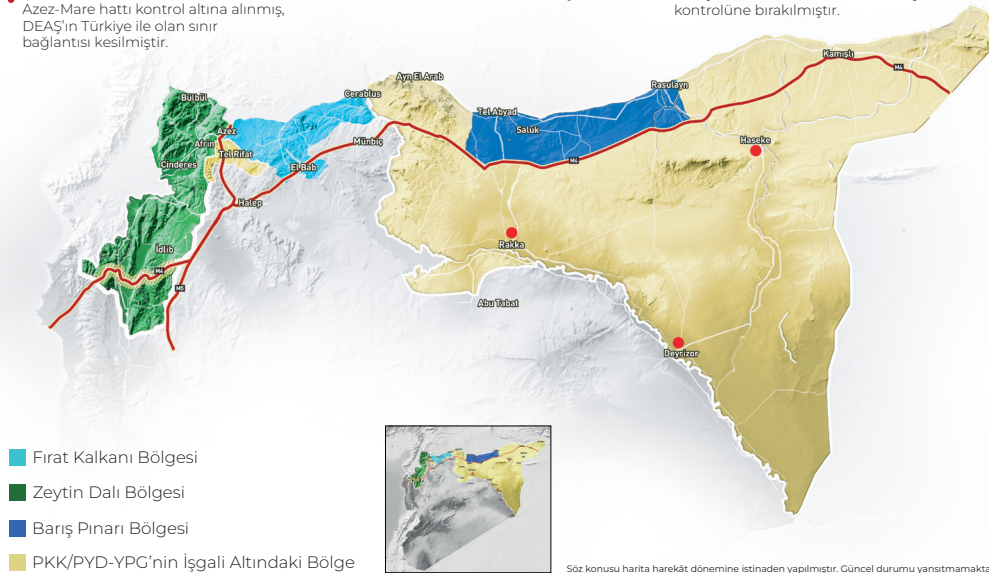 Azez-Mare hattı kontrol altına alınmış,
DEAŞ’ın Türkiye ile olan sınır
bağlantısı kesilmiştir.
kontrolüne bırakılmıştır.
Kamışlı
M4
Ayn El Arab
Rasulayn
Cerablus
Bülbül
Tel Abyad
Saluk
Azez
Afrin
Münbiç
Haseke
Tel Rifat
Cinderes
El Bab
M4
Halep
İdlib
Rakka
M4
M5
Abu Tabat
Deyrizor
Fırat Kalkanı Bölgesi
Zeytin Dalı Bölgesi
Barış Pınarı Bölgesi
PKK/PYD-YPG’nin İşgali Altındaki Bölge
Söz konusu harita harekât dönemine istinaden yapılmıştır. Güncel durumu yansıtmamakta